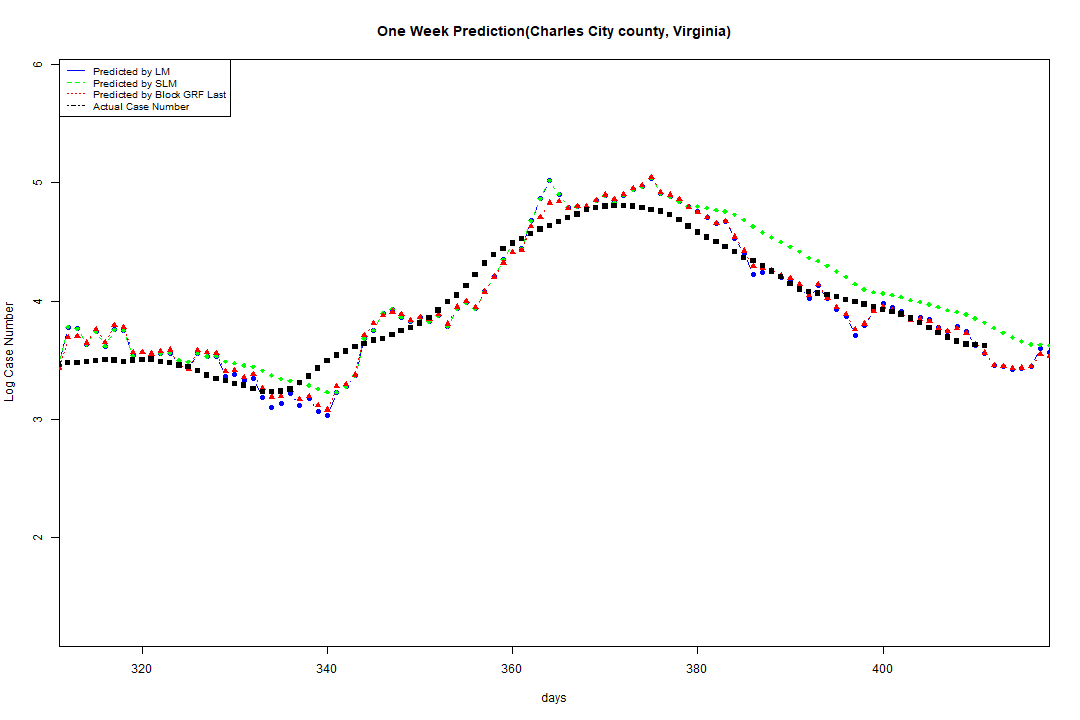 One Week Prediction(Charles City county, Virginia)
Predicted by LM
Predicted by SLM
Predicted by Block GRF Last
Actual Case Number
6
5
4
3
2
Log Case Number
320 340 360 380 400
days